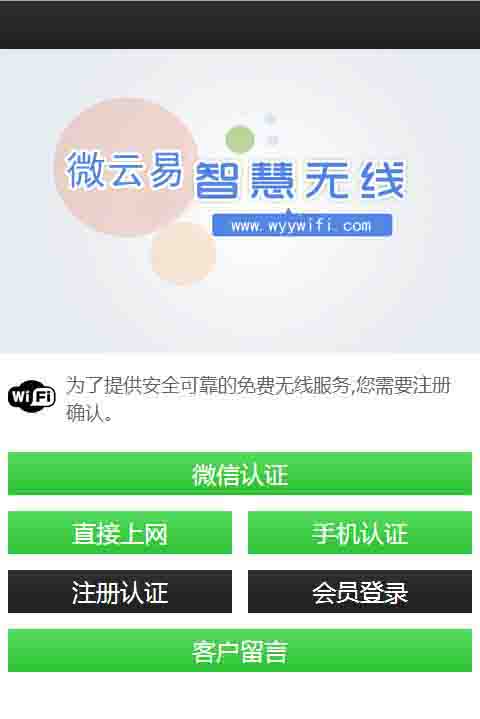 微云易
智慧无线
www.wyywifi.com
WiFi
为了提供安全可靠的免费无线服务,您需要注册
确认。
微信认证
直接上网
手机认证
注册认证
会员登录
客户留言